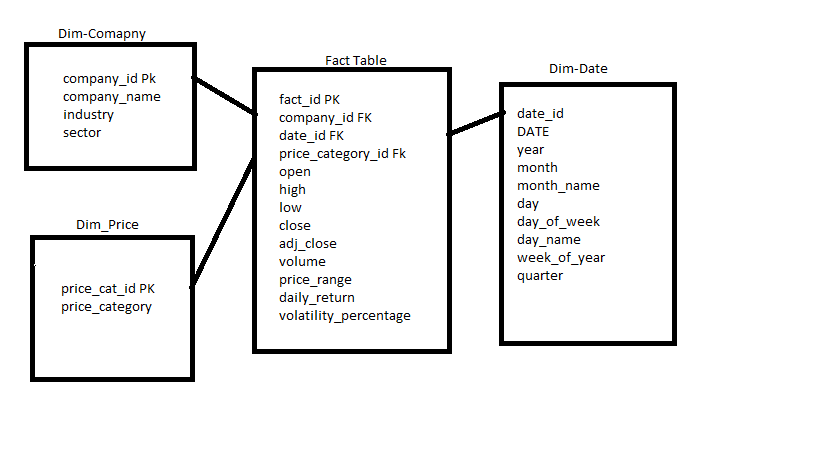 Dim-Comapny
company_id Pk
company_name
industry
sector
Dim_Price
price_cat_id PK
price_category
Fact Table
fact_id PK
company_id FK
date_id FK
price_category_id Fk
open
high
low
close
adj_close
volume
price_range
daily_return
volatility_percentage
Dim-Date
date_id
DATE
year
month
month_name
day
day_of_week
day_name
week_of_year
quarter